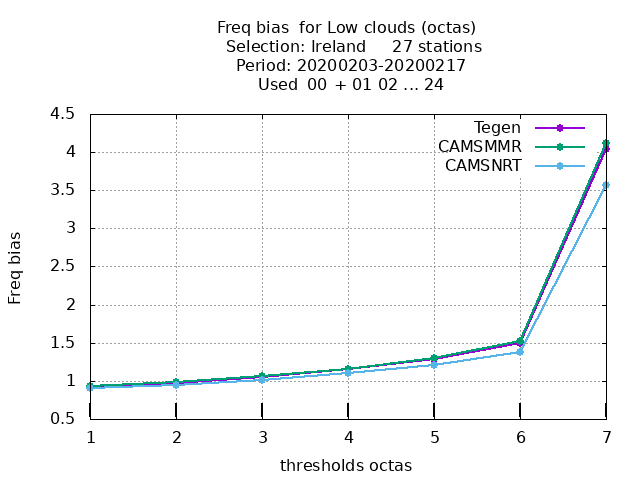 Freq bias  for Low clouds (octas)
Selection: Ireland     27 stations
Period: 20200203-20200217
Used  00  + 01 02 ... 24
Tegen
CAMSMMR
CAMSNRT
4.5
4
3.5
3
2.5
2
1.5
1
0.5
Freq bias
1 2 3 4 5 6 7
thresholds octas